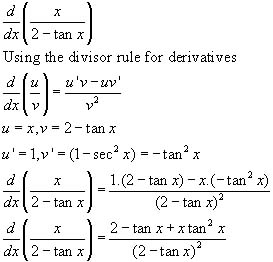 d/dx(x/(2−tan x))
Using the divisor rule for derivatives
d/dx(u/v) = (u'v−uv')/v²
u = x, v = 2−tan x
u' = 1, v' = (1−sec² x) = −tan² x
d/dx(x/(2−tan x)) = (1.(2−tan x)−x.(−tan² x))/(2−tan x)²
d/dx(x/(2−tan x)) = (2−tan x+x tan² x)/(2−tan x)²